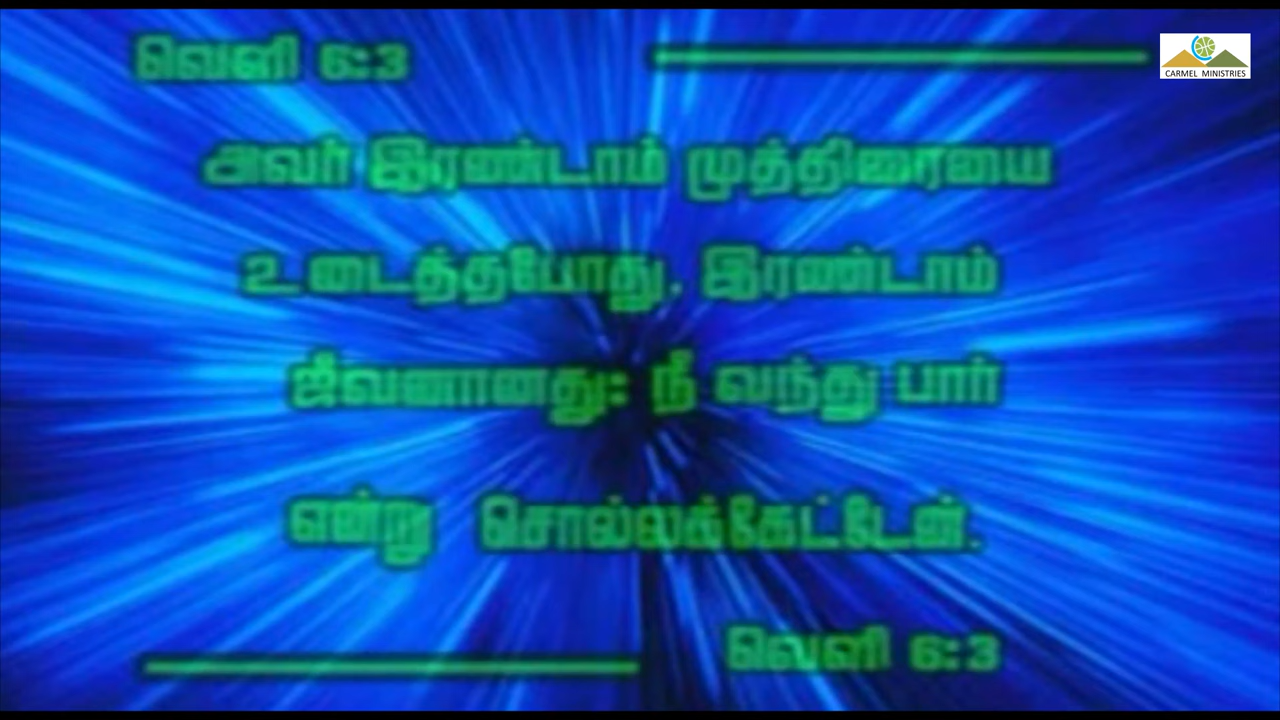 வெளி 6:3
CARMEL MINISTRIES
அவர் இரண்டாம் முத்திரையை
உடைத்தபோது, இரண்டாம்
ஜீவனானது: நீ வந்து பார்
என்று சொல்லக்கேட்டேன்.
வெளி 6:3